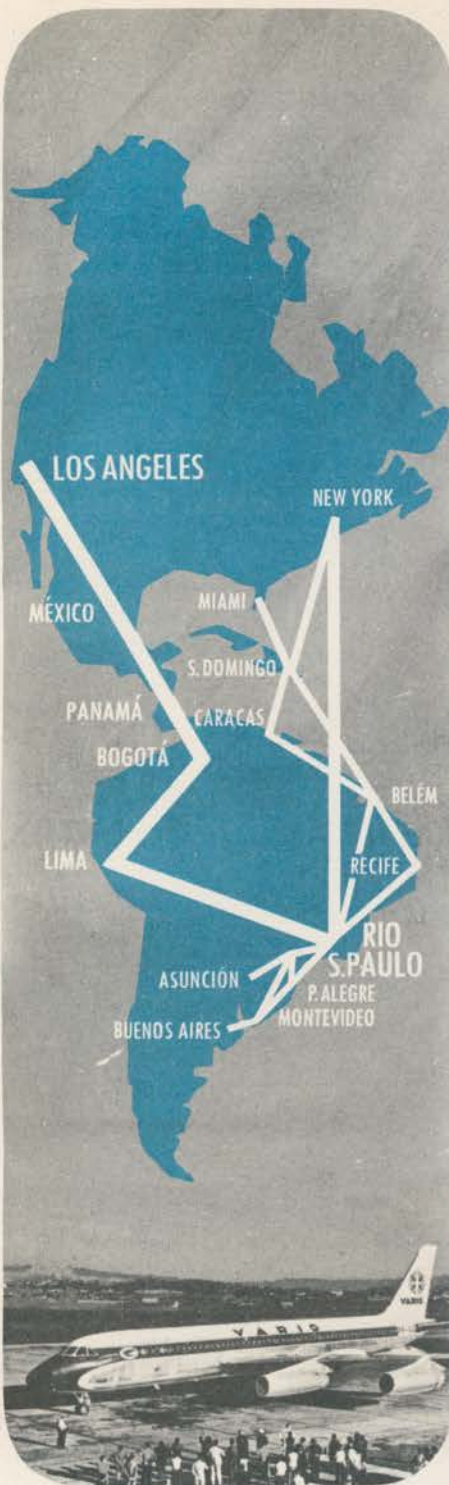 LOS ANGELES
NEW YORK
MÉXICO
MIAMI
S. DOMINGO
PANAMÁ
CARACAS
BOGOTÁ
BELÉM
LIMA
RECIFE
RIO
S. PAULO
ASUNCIÓN
P. ALEGRE
BUENOS AIRES
MONTEVIDEO
VARIG
VARIG